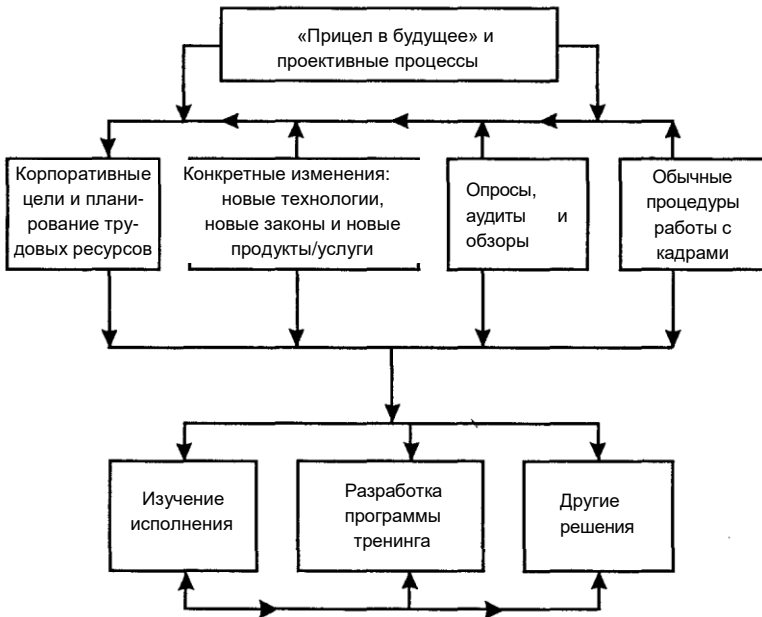 «Прицел в будущее» и
проективные процессы
Корпоративные
цели и плани-
рование тру-
довых ресурсов
Конкретные изменения:
новые технологии,
новые законы и новые
продукты/услуги
Опросы,
аудиты и
обзоры
Обычные
процедуры
работы с
кадрами
Изучение
исполнения
Разработка
программы
тренинга
Другие
решения